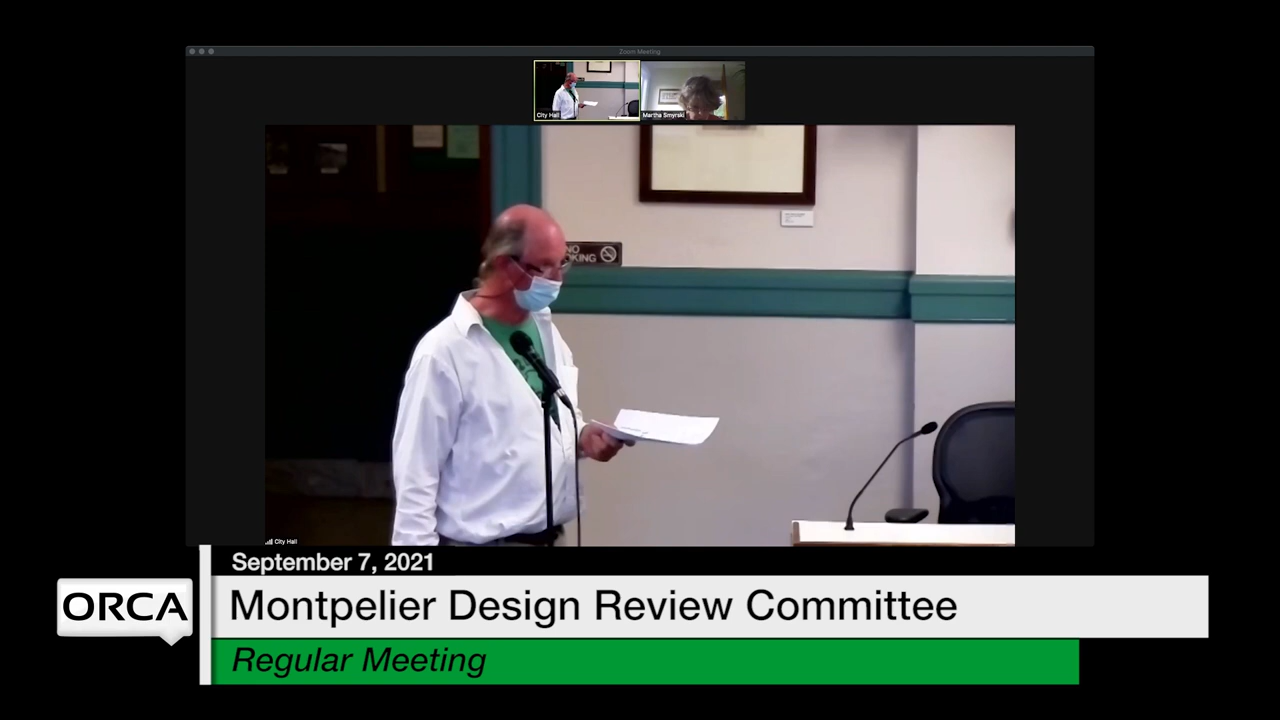 Zoom Meeting
City Hall
Martha Smyrski
NO
KING
City Hall
September 7, 2021
ORCA
Montpelier Design Review Committee
Regular Meeting